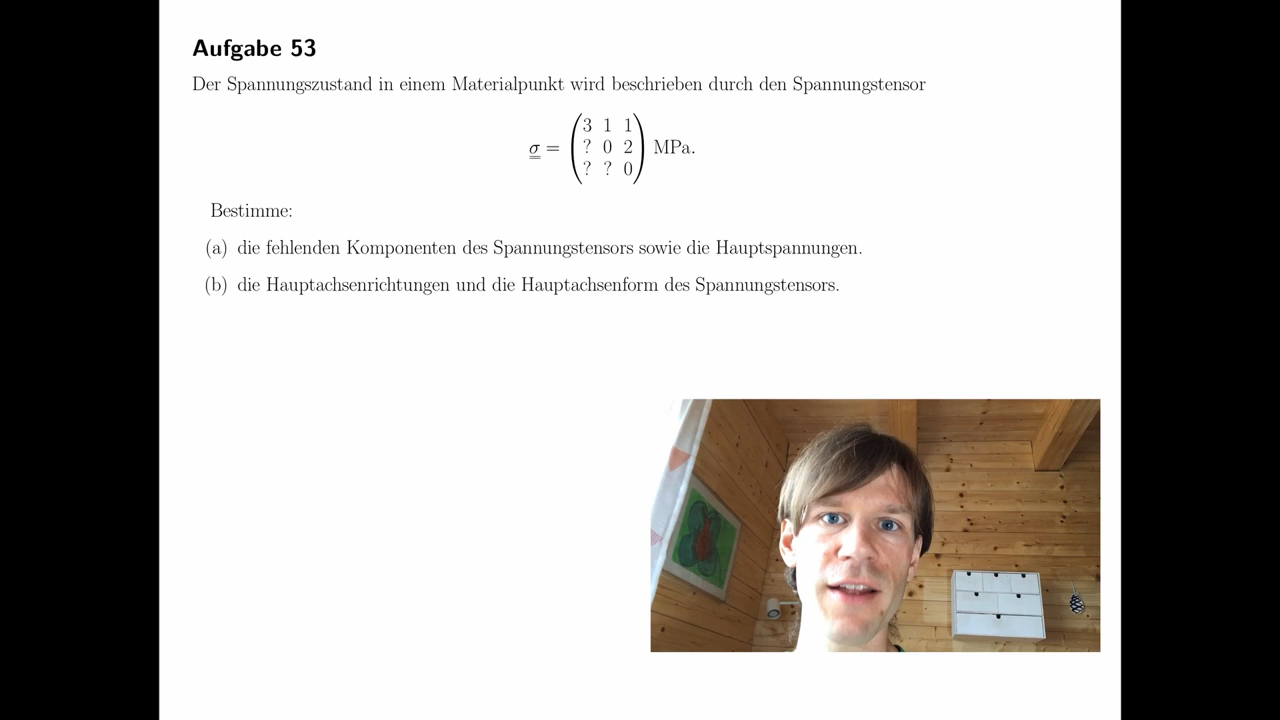 Aufgabe 53
Der Spannungszustand in einem Materialpunkt wird beschrieben durch den Spannungstensor
3 1 1
σ = ? 0 2 MPa.
? ? 0
Bestimme:
(a) die fehlenden Komponenten des Spannungstensors sowie die Hauptspannungen.
(b) die Hauptachsenrichtungen und die Hauptachsenform des Spannungstensors.